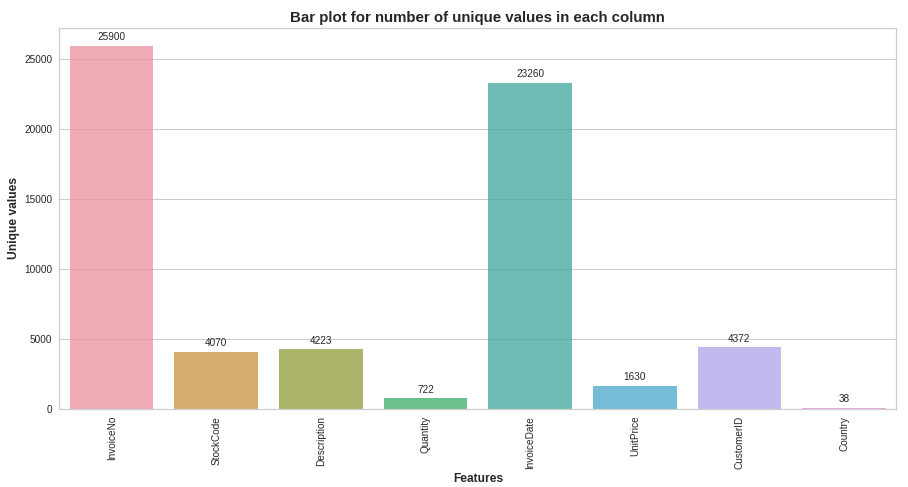 Bar plot for number of unique values in each column
Unique values
25000
20000
15000
10000
5000
0
25900
4070
4223
722
23260
1630
4372
38
InvoiceNo
StockCode
Description
Quantity
InvoiceDate
UnitPrice
CustomerID
Country
Features